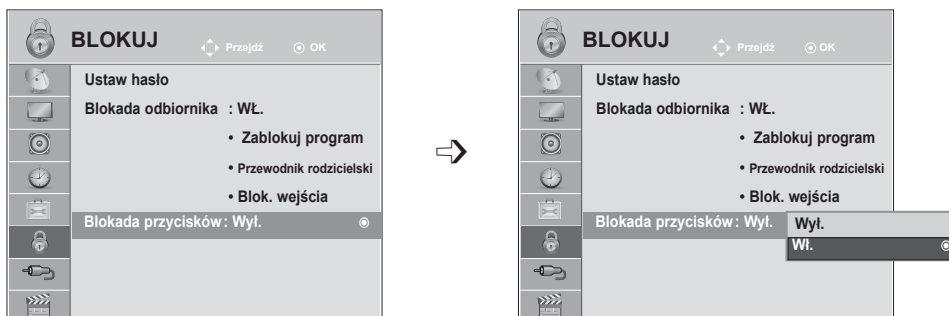 BLOKUJ
Przejdź
OK
Ustaw hasło
Blokada odbiornika : WŁ.
• Zablokuj program
• Przewodnik rodzicielski
• Blok. wejścia
Blokada przycisków : Wył.
BLOKUJ
Przejdź
OK
Ustaw hasło
Blokada odbiornika : WŁ.
• Zablokuj program
• Przewodnik rodzicielski
• Blok. wejścia
Blokada przycisków : Wył.
Wył.
Wł.